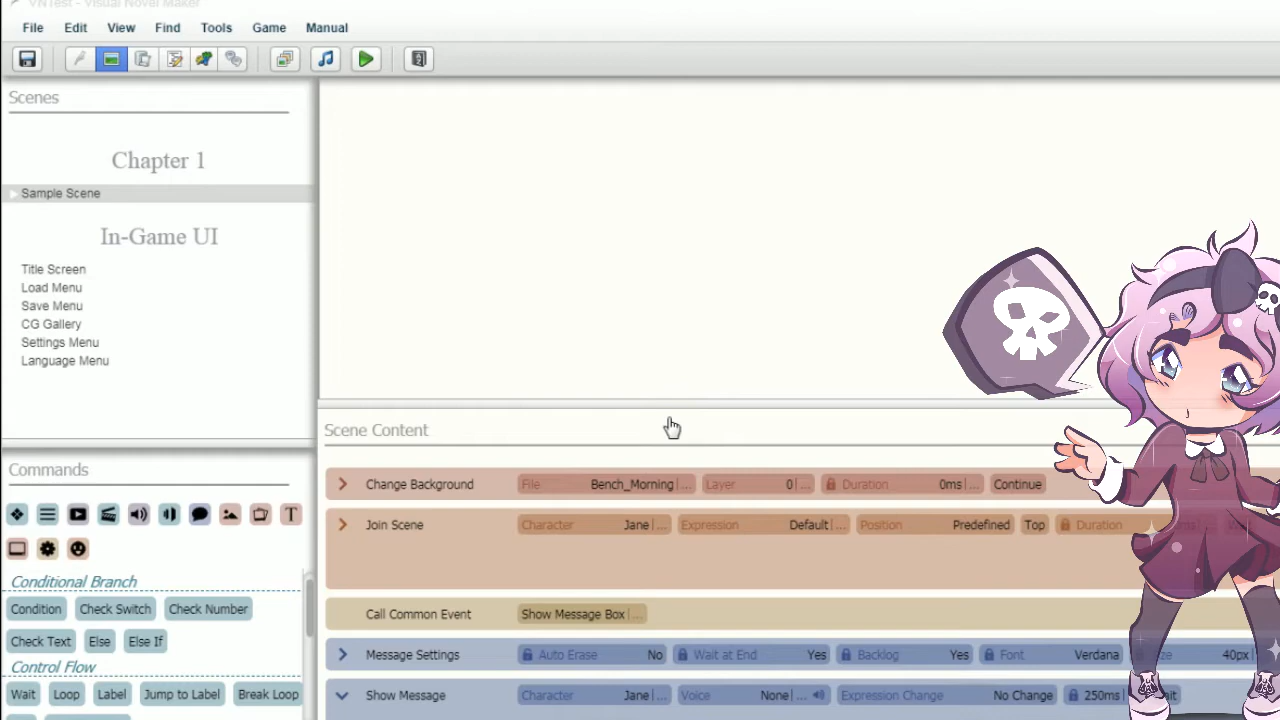 VNTest - Visual Novel Maker
File Edit View Find Tools Game Manual
Scenes
Chapter 1
Sample Scene
In-Game UI
Title Screen
Load Menu
Save Menu
CG Gallery
Settings Menu
Language Menu
Commands
T
Conditional Branch
Condition Check Switch Check Number
Check Text Else Else If
Control Flow
Wait Loop Label Jump to Label Break Loop
Scene Content
Change Background File Bench_Morning ... Layer 0 ... Duration 0ms ... Continue
Join Scene Character Jane ... Expression Default ... Position Predefined Top Duration
Call Common Event Show Message Box ...
Message Settings Auto Erase No Wait at End Yes Backlog Yes Font Verdana 40px
Show Message Character Jane ... Voice None ... Expression Change No Change 250ms